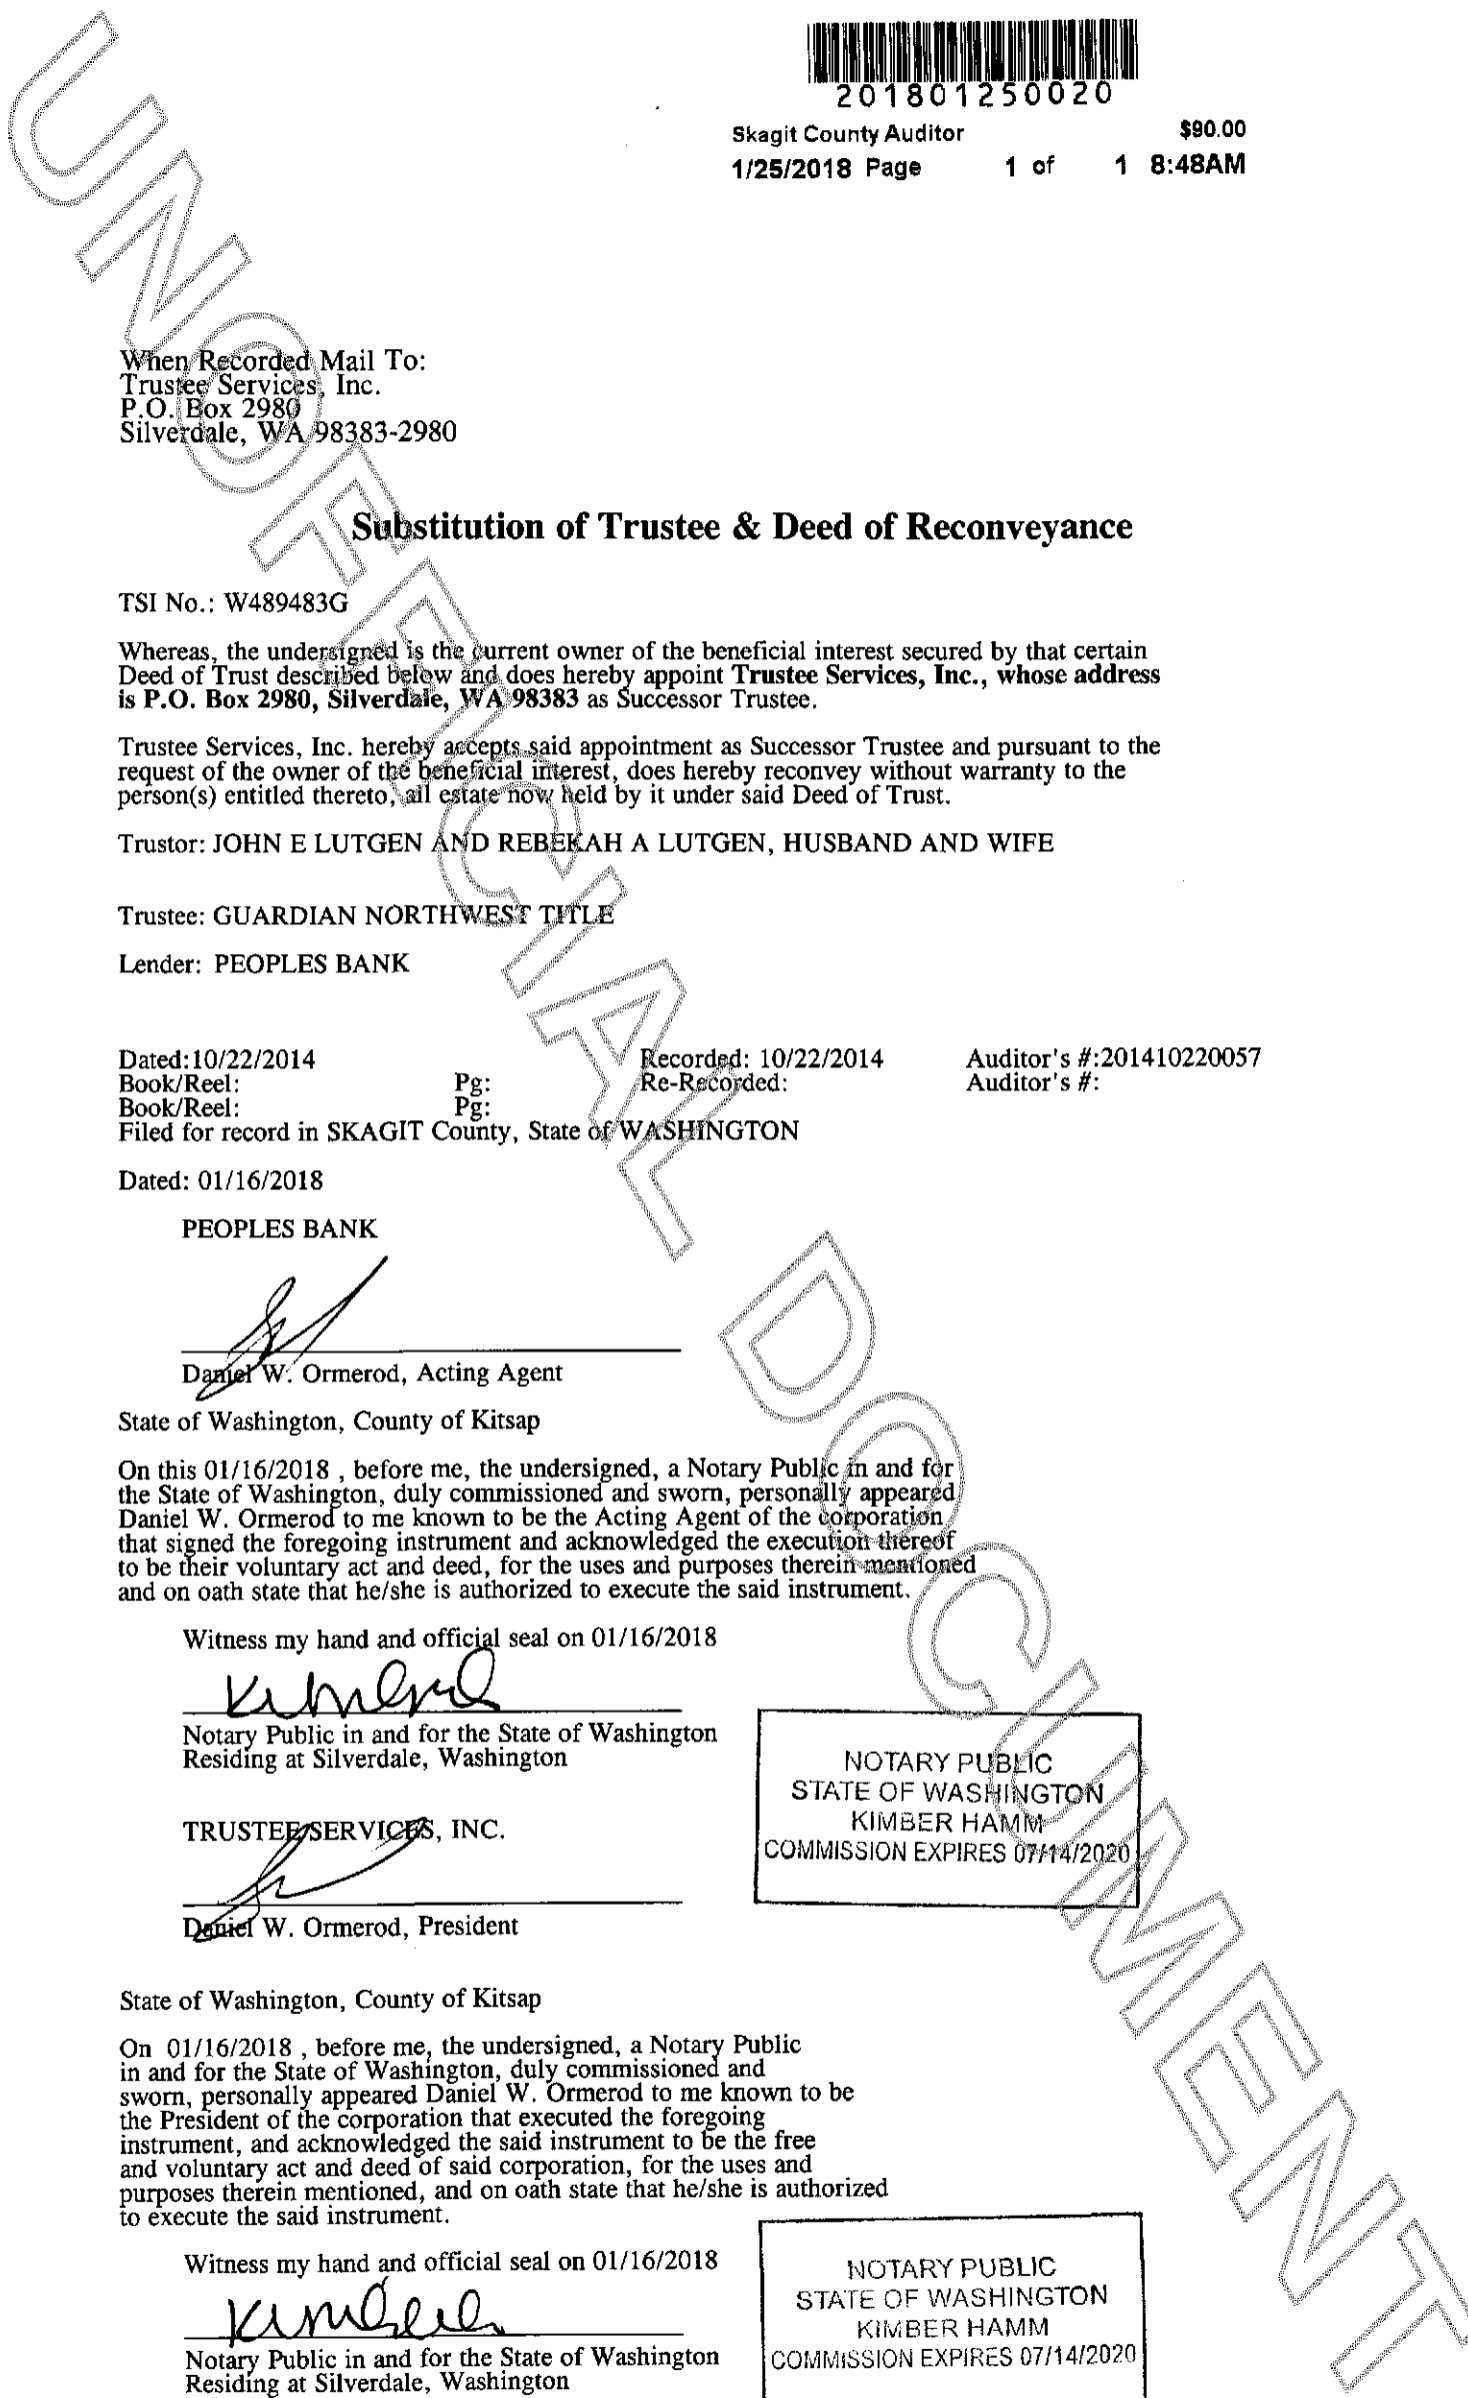 201801250020
Skagit County Auditor $90.00
1/25/2018 Page 1 of 1 8:48AM
When Recorded Mail To:
Trustee Services, Inc.
P.O. Box 2980
Silverdale, WA 98383-2980
Substitution of Trustee & Deed of Reconveyance
TSI No.: W489483G
Whereas, the undersigned is the current owner of the beneficial interest secured by that certain
Deed of Trust described below and does hereby appoint Trustee Services, Inc., whose address
is P.O. Box 2980, Silverdale, WA 98383 as Successor Trustee.
Trustee Services, Inc. hereby accepts said appointment as Successor Trustee and pursuant to the
request of the owner of the beneficial interest, does hereby reconvey without warranty to the
person(s) entitled thereto, all estate now held by it under said Deed of Trust.
Trustor: JOHN E LUTGEN AND REBEKAH A LUTGEN, HUSBAND AND WIFE
Trustee: GUARDIAN NORTHWEST TITLE
Lender: PEOPLES BANK
Dated:10/22/2014 Recorded: 10/22/2014 Auditor's #:201410220057
Book/Reel: Pg: Re-Recorded: Auditor's #:
Book/Reel: Pg:
Filed for record in SKAGIT County, State of WASHINGTON
Dated: 01/16/2018
PEOPLES BANK
Daniel W. Ormerod, Acting Agent
State of Washington, County of Kitsap
On this 01/16/2018 , before me, the undersigned, a Notary Public in and for
the State of Washington, duly commissioned and sworn, personally appeared
Daniel W. Ormerod to me known to be the Acting Agent of the corporation
that signed the foregoing instrument and acknowledged the execution thereof
to be their voluntary act and deed, for the uses and purposes therein mentioned
and on oath state that he/she is authorized to execute the said instrument.
Witness my hand and official seal on 01/16/2018
Notary Public in and for the State of Washington
Residing at Silverdale, Washington
NOTARY PUBLIC
STATE OF WASHINGTON
KIMBER HAMM
COMMISSION EXPIRES 07/14/2020
TRUSTEE SERVICES, INC.
Daniel W. Ormerod, President
State of Washington, County of Kitsap
On 01/16/2018 , before me, the undersigned, a Notary Public
in and for the State of Washington, duly commissioned and
sworn, personally appeared Daniel W. Ormerod to me known to be
the President of the corporation that executed the foregoing
instrument, and acknowledged the said instrument to be the free
and voluntary act and deed of said corporation, for the uses and
purposes therein mentioned, and on oath state that he/she is authorized
to execute the said instrument.
Witness my hand and official seal on 01/16/2018
Notary Public in and for the State of Washington
Residing at Silverdale, Washington
NOTARY PUBLIC
STATE OF WASHINGTON
KIMBER HAMM
COMMISSION EXPIRES 07/14/2020
UNOFFICIAL DOCUMENT